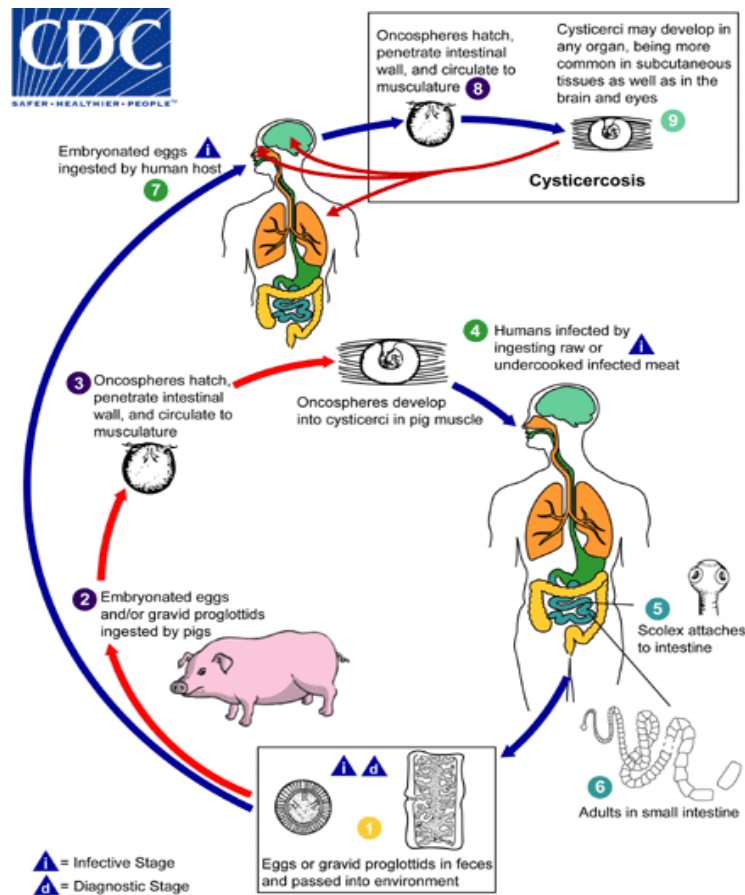 CDC
SAFER • HEALTHIER • PEOPLE™
Oncospheres hatch,
penetrate intestinal
wall, and circulate to
musculature 8
Cysticerci may develop in
any organ, being more
common in subcutaneous
tissues as well as in the
brain and eyes
9
Cysticercosis
Embryonated eggs
ingested by human host
i
7
4 Humans infected by
ingesting raw or
undercooked infected meat
i
3 Oncospheres hatch,
penetrate intestinal
wall, and circulate to
musculature
Oncospheres develop
into cysticerci in pig muscle
2 Embryonated eggs
and/or gravid proglottids
ingested by pigs
5
Scolex attaches
to intestine
6
Adults in small intestine
i d
1
Eggs or gravid proglottids in feces
and passed into environment
i = Infective Stage
d = Diagnostic Stage